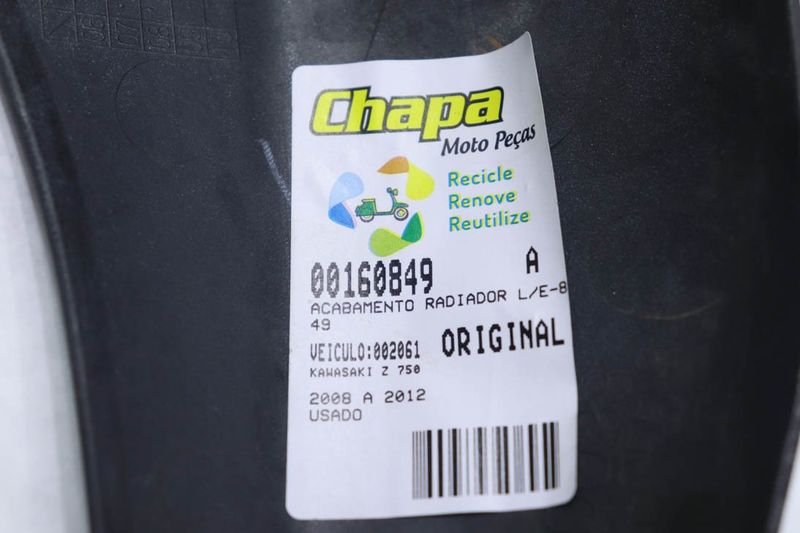 Chapa
Moto Peças
Recicle
Renove
Reutilize
00160849 A
ACABAMENTO RADIADOR L/E-8
49
VEICULO:002061 ORIGINAL
KAWASAKI Z 750
2008 A 2012
USADO